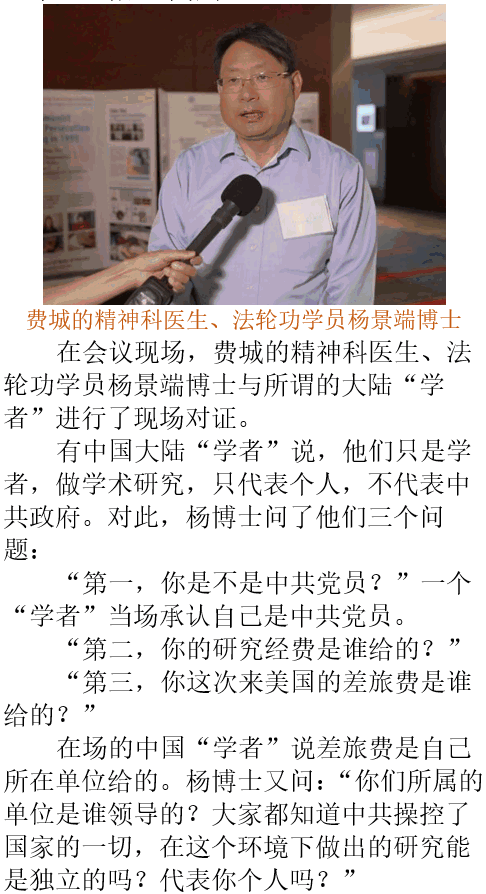 费城的精神科医生、法轮功学员杨景端博士
在会议现场，费城的精神科医生、法
轮功学员杨景端博士与所谓的大陆“学
者”进行了现场对证。
有中国大陆“学者”说，他们只是学
者，做学术研究，只代表个人，不代表中
共政府。对此，杨博士问了他们三个问
题：
“第一，你是不是中共党员？”一个
“学者”当场承认自己是中共党员。
“第二，你的研究经费是谁给的？”
“第三，你这次来美国的差旅费是谁
给的？”
在场的中国“学者”说差旅费是自己
所在单位给的。杨博士又问：“你们所属的
单位是谁领导的？大家都知道中共操控了
国家的一切，在这个环境下做出的研究能
是独立的吗？代表你个人吗？”